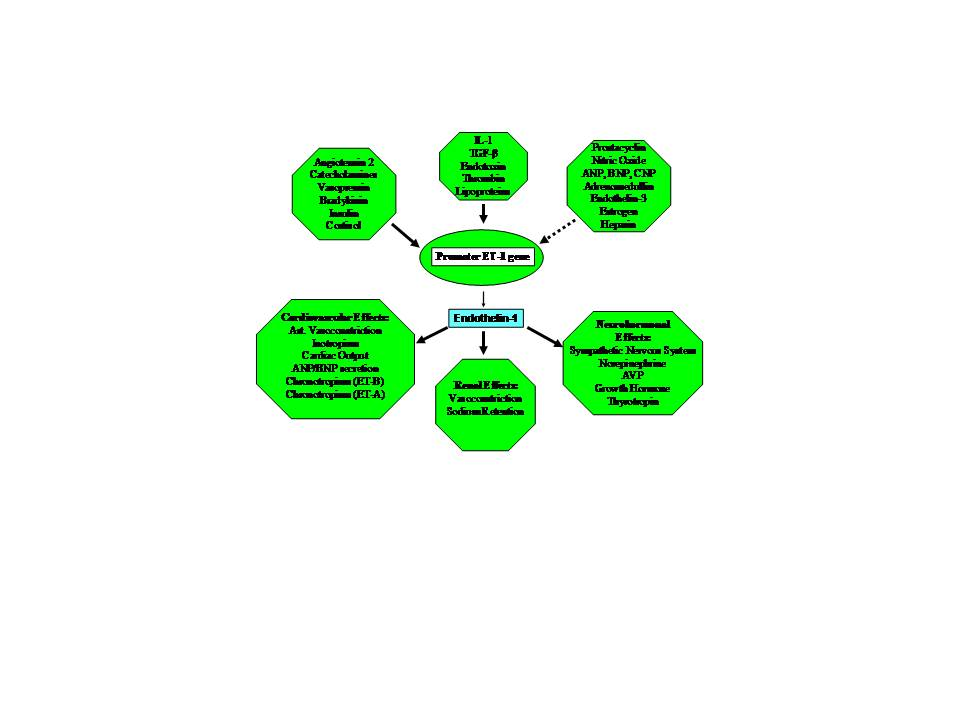 IL-1
TGF-β
Endotoxin
Thrombin
Lipoproteins
Angiotensin 2
Catecholamines
Vasopressin
Bradykinin
Insulin
Cortisol
Prostacyclin
Nitric Oxide
ANP, BNP, CNP
Adrenomedullin
Endothelin-3
Estrogen
Heparin
Promater ET-1 gene
Endothelin-1
Cardiovascular Effects:
Art. Vasoconstriction
Inotropism
Cardiac Output
ANP/BNP secretion
Chronotropism (ET-B)
Chronotropism (ET-A)
Renal Effects:
Vasoconstriction
Sodium Retention
Neurohormonal
Effects:
Sympathetic Nervous System
Norepinephrine
AVP
Growth Hormone
Thyrotropin